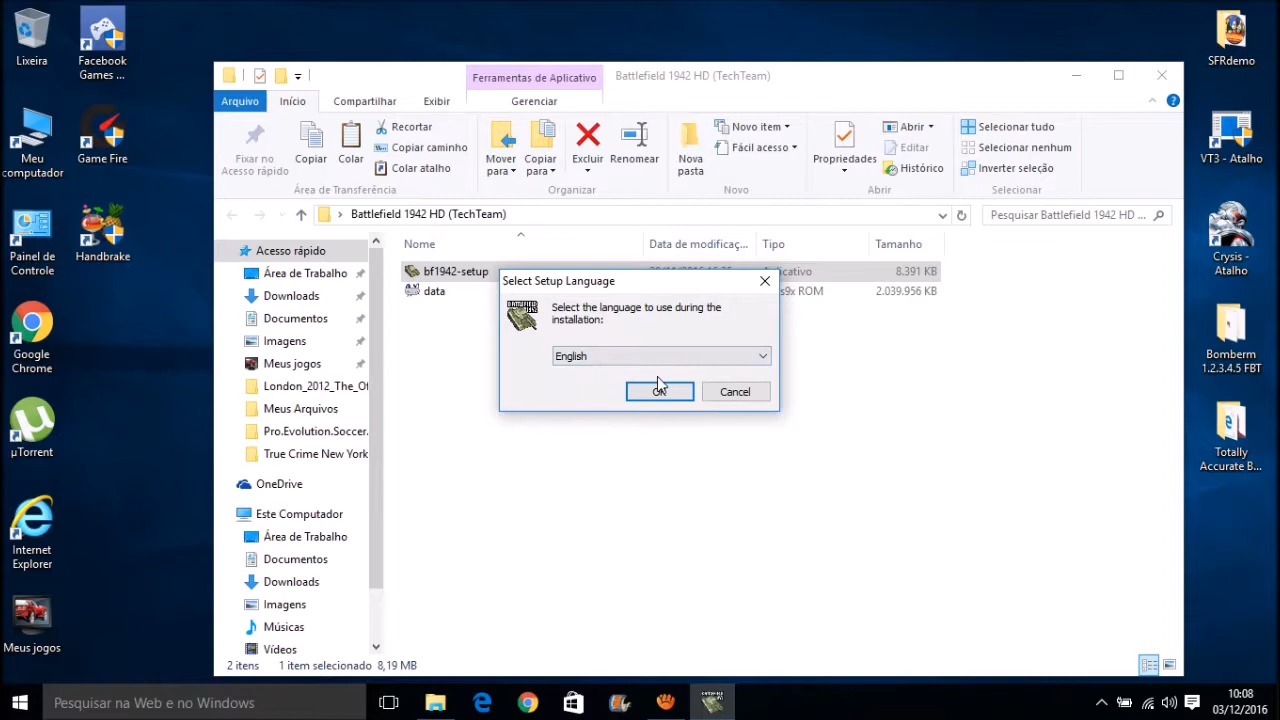 Lixeira
Facebook
Games ...
Meu
computador
Game Fire
Painel de
Controle
Handbrake
Google
Chrome
µTorrent
Internet
Explorer
Meus jogos
SFRdemo
VT3 - Atalho
Crysis -
Atalho
Bomberm
1.2.3.4.5 FBT
Totally
Accurate B...
Ferramentas de Aplicativo
Battlefield 1942 HD (TechTeam)
Arquivo
Início
Compartilhar
Exibir
Gerenciar
Fixar no
Acesso rápido
Copiar
Colar
Recortar
Copiar caminho
Colar atalho
Área de Transferência
Mover
para
Copiar
para
Excluir
Renomear
Organizar
Nova
pasta
Novo item
Fácil acesso
Novo
Propriedades
Abrir
Editar
Histórico
Abrir
Selecionar tudo
Selecionar nenhum
Inverter seleção
Selecionar
Battlefield 1942 HD (TechTeam)
Pesquisar Battlefield 1942 HD ...
Nome
Data de modificaç...
Tipo
Tamanho
bf1942-setup
8.391 KB
data
s9x ROM
2.039.956 KB
Acesso rápido
Área de Trabalho
Downloads
Documentos
Imagens
Meus jogos
London_2012_The_Of
Meus Arquivos
Pro.Evolution.Soccer.
True Crime New York
OneDrive
Este Computador
Área de Trabalho
Documentos
Downloads
Imagens
Músicas
Vídeos
Select Setup Language
Select the language to use during the
installation:
English
OK
Cancel
2 itens
1 item selecionado 8,19 MB
Pesquisar na Web e no Windows
10:08
03/12/2016